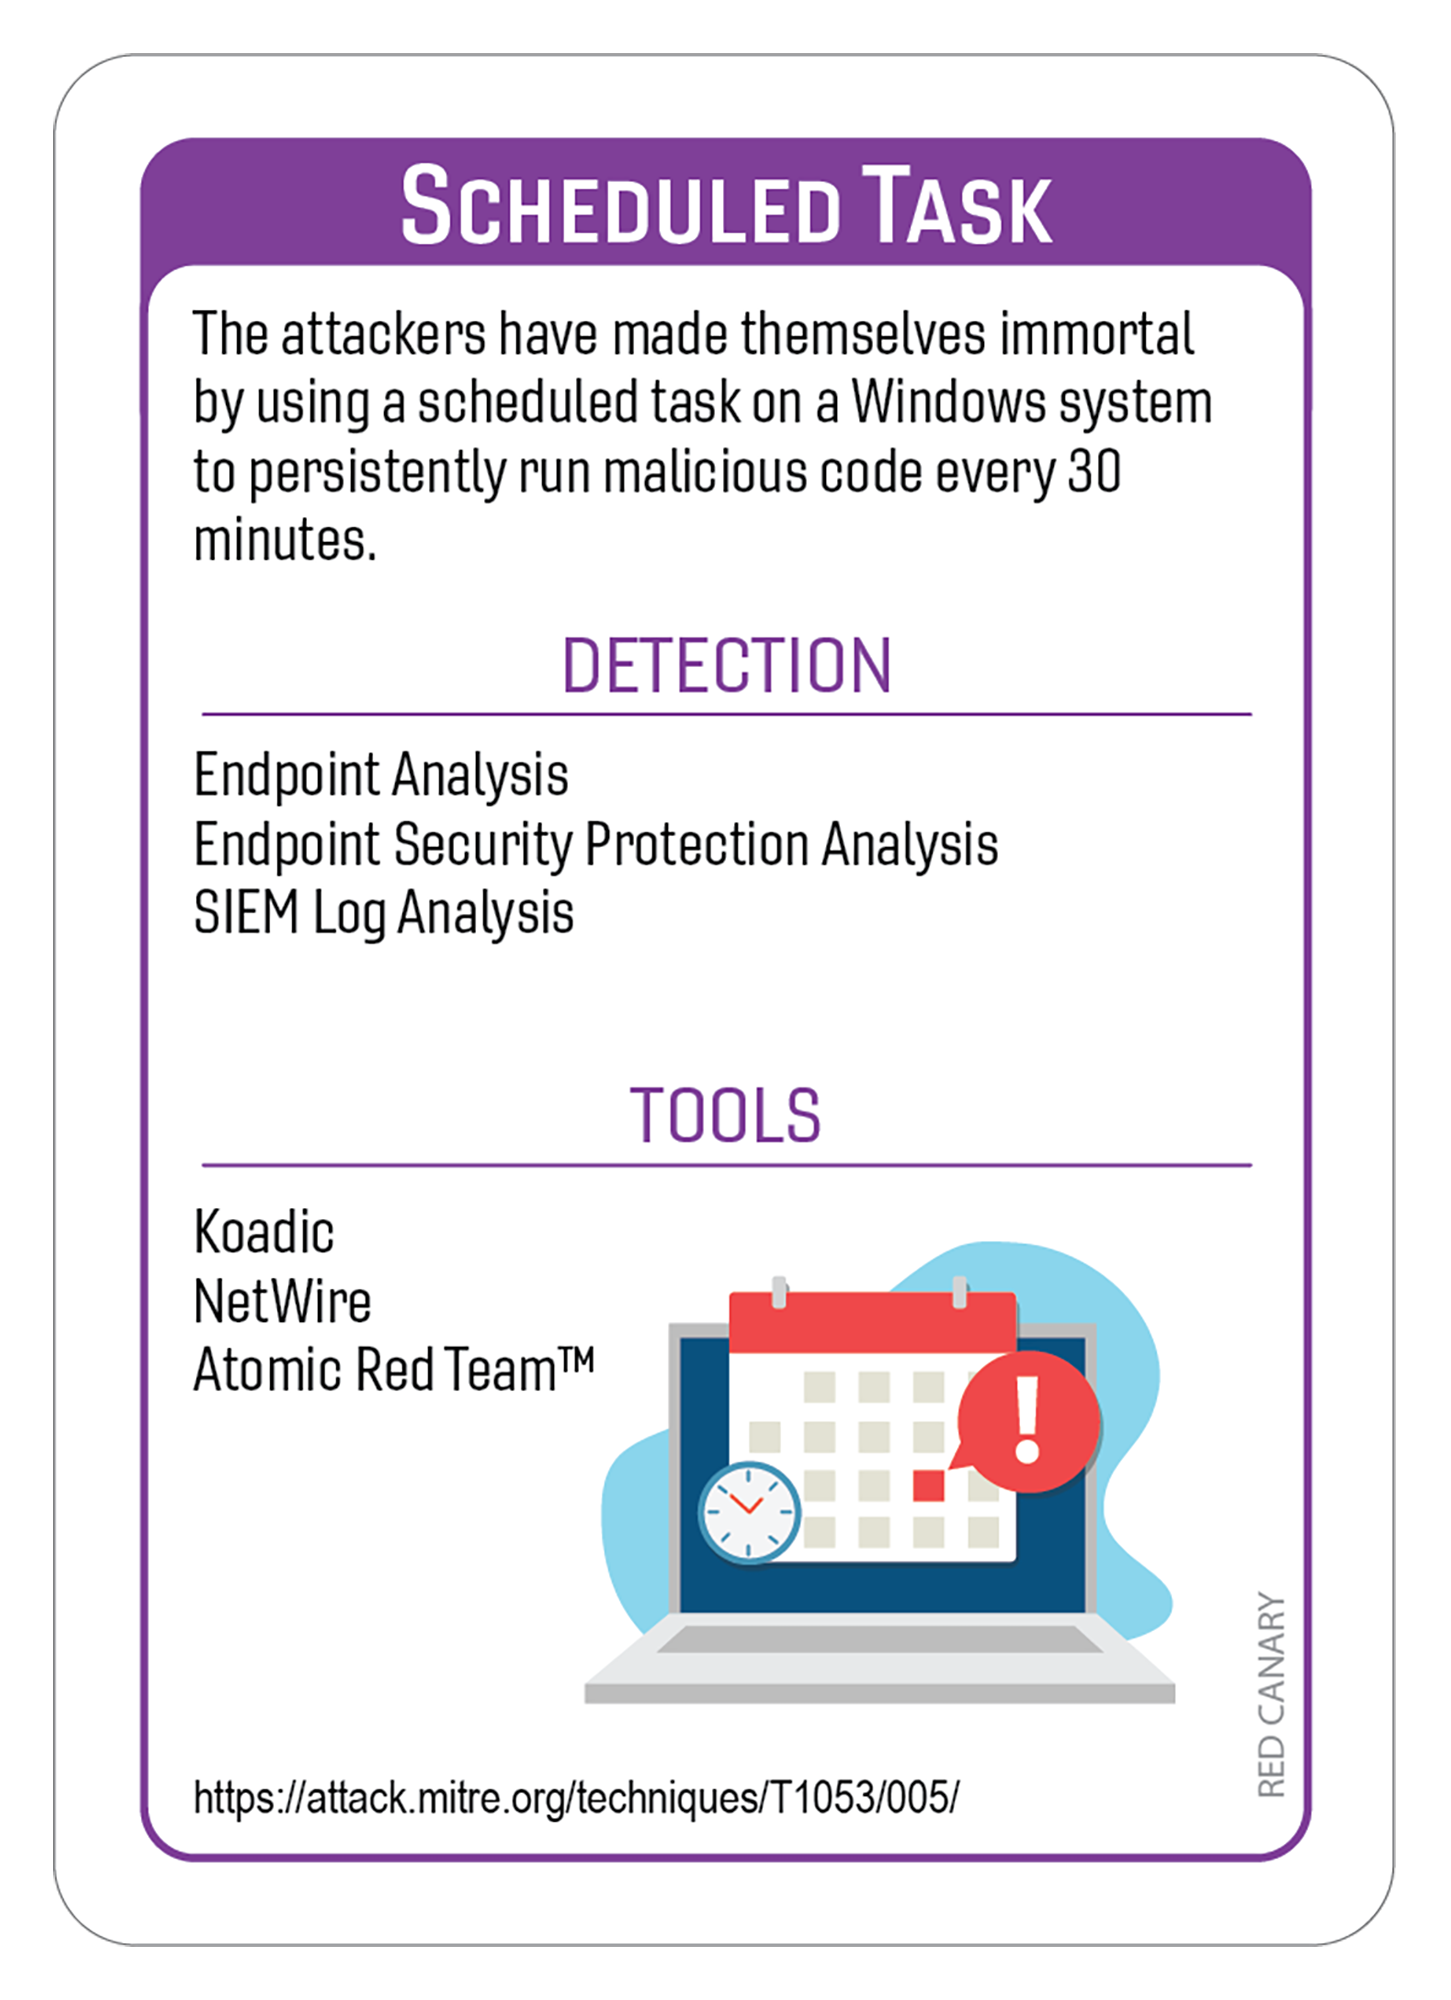 SCHEDULED TASK
The attackers have made themselves immortal
by using a scheduled task on a Windows system
to persistently run malicious code every 30
minutes.
DETECTION
Endpoint Analysis
Endpoint Security Protection Analysis
SIEM Log Analysis
TOOLS
Koadic
NetWire
Atomic Red Team™
!
RED CANARY
https://attack.mitre.org/techniques/T1053/005/